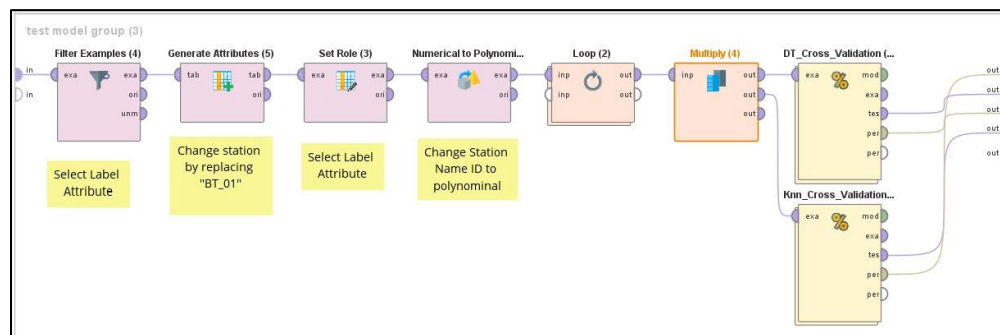 test model group (3)
Filter Examples (4)
Generate Attributes (5)
Set Role (3)
Numerical to Polynomi...
Loop (2)
Multiply (4)
DT_Cross_Validation (...
in
in
exa
exa
ori
unm
tab
tab
ori
exa
exa
ori
exa
exa
ori
inp
inp
out
out
inp
out
out
out
exa
mod
exa
tes
per
per
out
out
out
out
out
Select Label
Attribute
Change station
by replacing
"BT_01"
Select Label
Attribute
Change Station
Name ID to
polynominal
Knn_Cross_Validation...
exa
mod
exa
tes
per
per